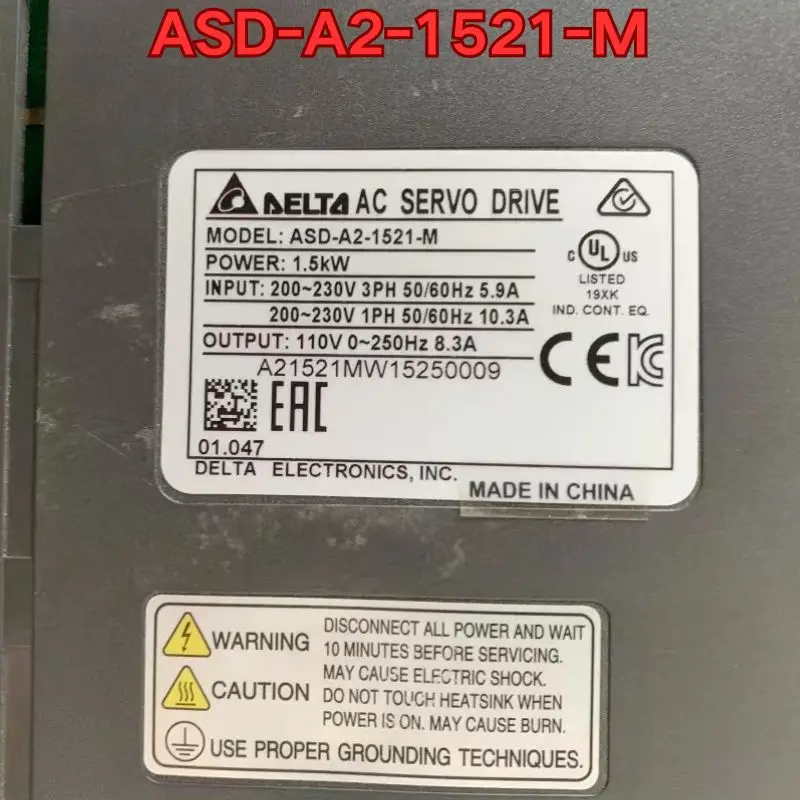 ASD-A2-1521-M
DELTA AC SERVO DRIVE
MODEL: ASD-A2-1521-M
POWER: 1.5kW
INPUT: 200~230V 3PH 50/60Hz 5.9A
200~230V 1PH 50/60Hz 10.3A
OUTPUT: 110V 0~250Hz 8.3A
A21521MW15250009
c UL US
LISTED
19XK
IND. CONT. EQ.
CE KC
EAC
01.047
DELTA ELECTRONICS, INC.
MADE IN CHINA
WARNING
DISCONNECT ALL POWER AND WAIT
10 MINUTES BEFORE SERVICING.
MAY CAUSE ELECTRIC SHOCK.
CAUTION
DO NOT TOUCH HEATSINK WHEN
POWER IS ON. MAY CAUSE BURN.
USE PROPER GROUNDING TECHNIQUES.